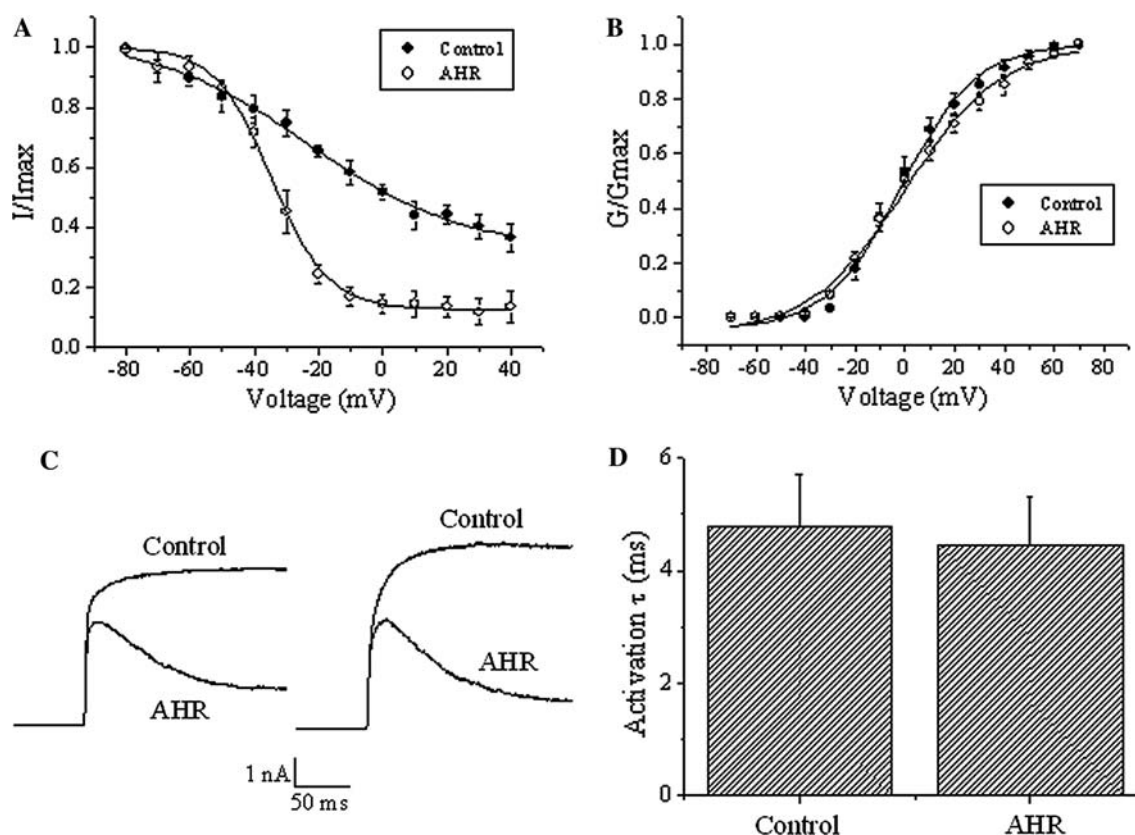 A
Control
AHR
1.0
0.8
0.6
0.4
0.2
0.0
I/Imax
-80 -60 -40 -20 0 20 40
Voltage (mV)
B
Control
AHR
1.0
0.8
0.6
0.4
0.2
0.0
G/Gmax
-80 -60 -40 -20 0 20 40 60 80
Voltage (mV)
C
Control
AHR
Control
AHR
1 nA
50 ms
D
6
4
2
0
Activation τ (ms)
Control AHR